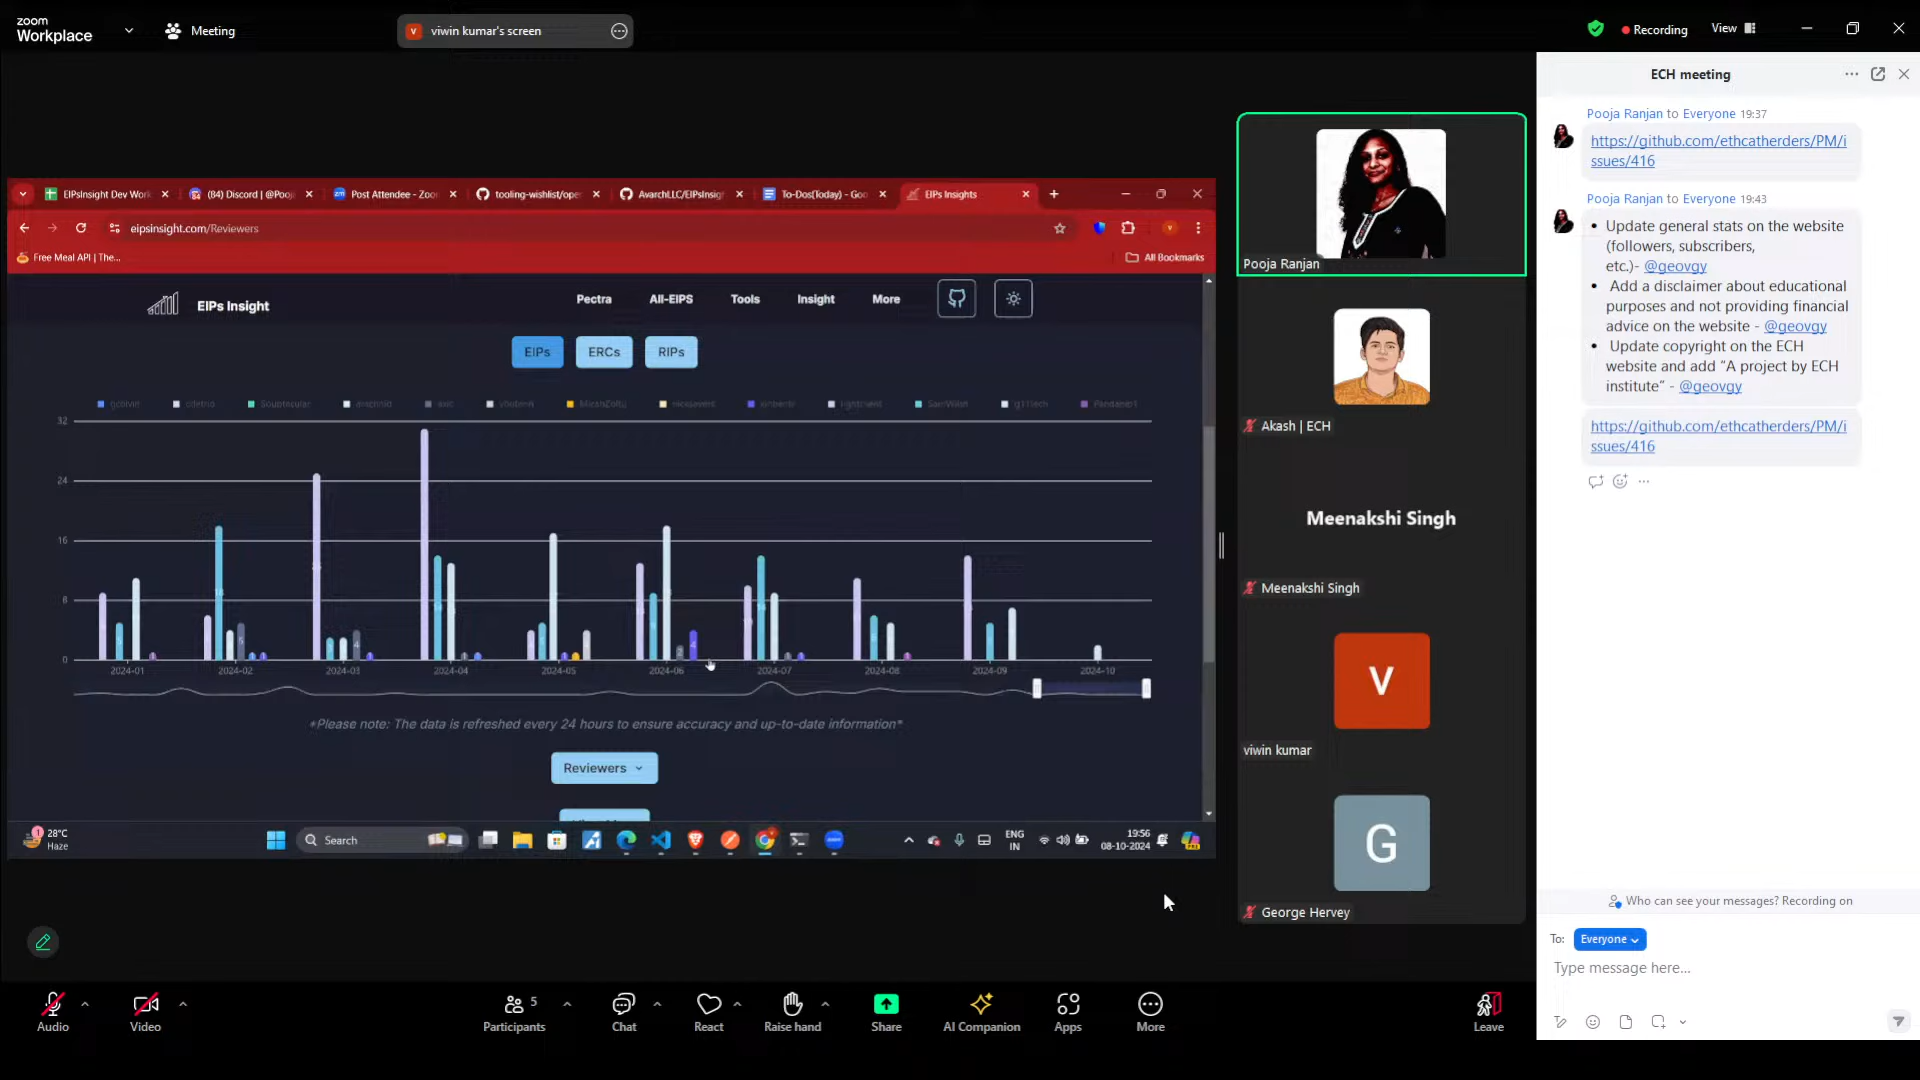 zoom
Workplace
Meeting
V viwin kumar's screen
Recording
View
EIPsInsight Dev Work
(84) Discord | @Pooj
Post Attendee - Zoo
tooling-wishlist/ope
AvarchLLC/EIPsInsig
To-Dos(Today) - Goo
EIPs Insights
eipsinsight.com/Reviewers
Free Meal API | The...
All Bookmarks
EIPs Insight
Pectra
All-EIPS
Tools
Insight
More
EIPs
ERCs
RIPs
axic
MicahZoltu
lightclient
SamWilsn
g11tech
Pandapip1
32
24
16
8
0
2024-01
2024-02
2024-03
2024-04
2024-05
2024-06
2024-07
2024-08
2024-09
2024-10
*Please note: The data is refreshed every 24 hours to ensure accuracy and up-to-date information*
Reviewers
28°C
Haze
Search
ENG
IN
19:56
08-10-2024
Pooja Ranjan
Akash | ECH
Meenakshi Singh
Meenakshi Singh
V
viwin kumar
G
George Hervey
ECH meeting
Pooja Ranjan to Everyone 19:37
https://github.com/ethcatherders/PM/i
ssues/416
Pooja Ranjan to Everyone 19:43
• Update general stats on the website
(followers, subscribers,
etc.)- @geovgy
• Add a disclaimer about educational
purposes and not providing financial
advice on the website - @geovgy
• Update copyright on the ECH
website and add “A project by ECH
institute” - @geovgy
https://github.com/ethcatherders/PM/i
ssues/416
Who can see your messages? Recording on
To: Everyone
Type message here...
Audio
Video
5
Participants
Chat
React
Raise hand
Share
AI Companion
Apps
More
Leave